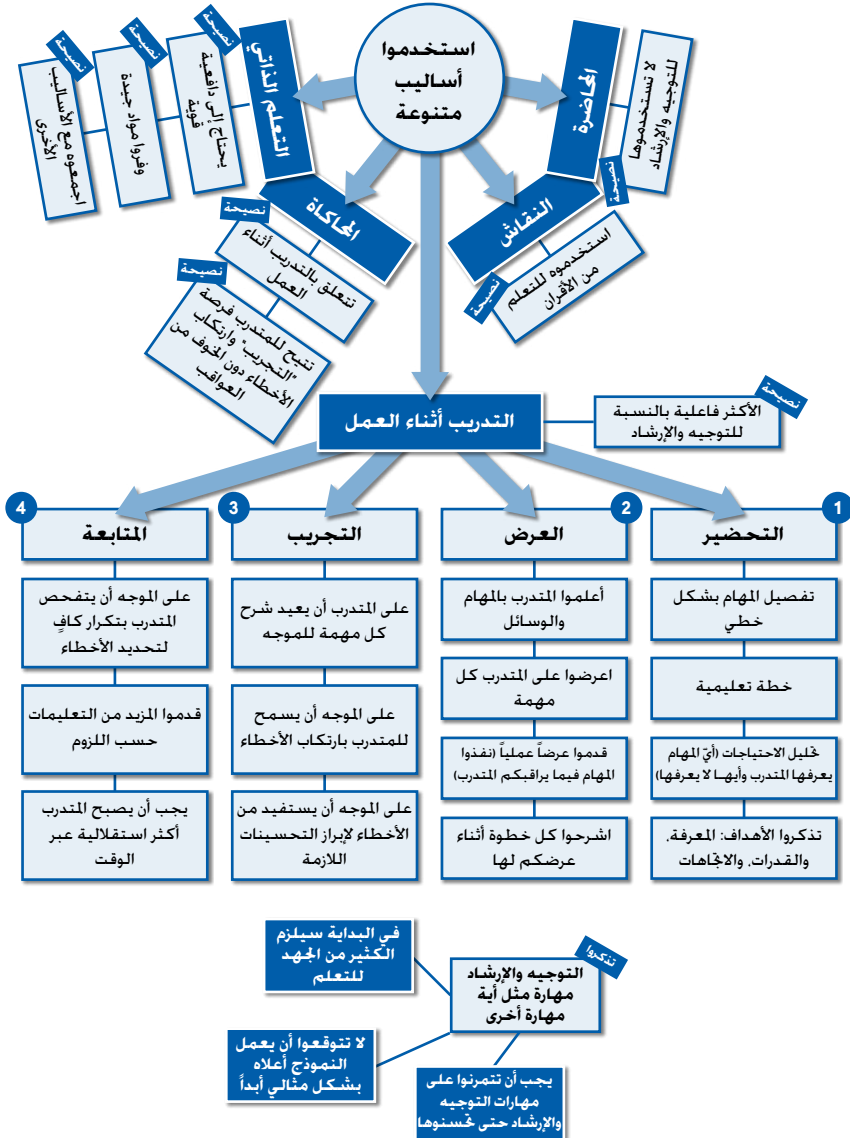 استخدموا
أساليب
متنوعة
المحاضرة
لا تستخدموها
للتوجيه والإرشاد
نصيحة
النقاش
استخدموه للتعلم
من الأقران
نصيحة
المحاكاة
نصيحة
تتعلق بالتدريب أثناء
العمل
نصيحة
تتيح للمتدرب فرصة
"التجريب" وارتكاب
الأخطاء دون الخوف من
العواقب
التعلم الذاتي
نصيحة
يحتاج إلى دافعية
قوية
نصيحة
وفروا مواد جيدة
نصيحة
اجمعوه مع الأساليب
الأخرى
التدريب أثناء العمل
نصيحة
الأكثر فاعلية بالنسبة
للتوجيه والإرشاد
1
التحضير
تفصيل المهام بشكل
خطي
خطة تعليمية
تحليل الاحتياجات (أيّ المهام
يعرفها المتدرب وأيهـا لا يعرفها)
تذكروا الأهداف: المعرفة،
والقدرات، والاتجاهات
2
العرض
أعلموا المتدرب بالمهام
والوسائل
اعرضوا على المتدرب كل
مهمة
قدموا عرضاً عملياً (نفذوا
المهام فيما يراقبكم المتدرب)
اشرحوا كل خطوة أثناء
عرضكم لها
3
التجريب
على المتدرب أن يعيد شرح
كل مهمة للموجه
على الموجه أن يسمح
للمتدرب بارتكاب الأخطاء
على الموجه أن يستفيد من
الأخطاء لإبراز التحسينات
اللازمة
4
المتابعة
على الموجه أن يتفحص
المتدرب بتكرار كافٍ
لتحديد الأخطاء
قدموا المزيد من التعليمات
حسب اللزوم
يجب أن يصبح المتدرب
أكثر استقلالية عبر
الوقت
تذكروا
التوجيه والإرشاد
مهارة مثل أية
مهارة أخرى
في البداية سيلزم
الكثير من الجهد
للتعلم
لا تتوقعوا أن يعمل
النموذج أعلاه
بشكل مثالي أبداً
يجب أن تتمرنوا على
مهارات التوجيه
والإرشاد حتى تحسنوها